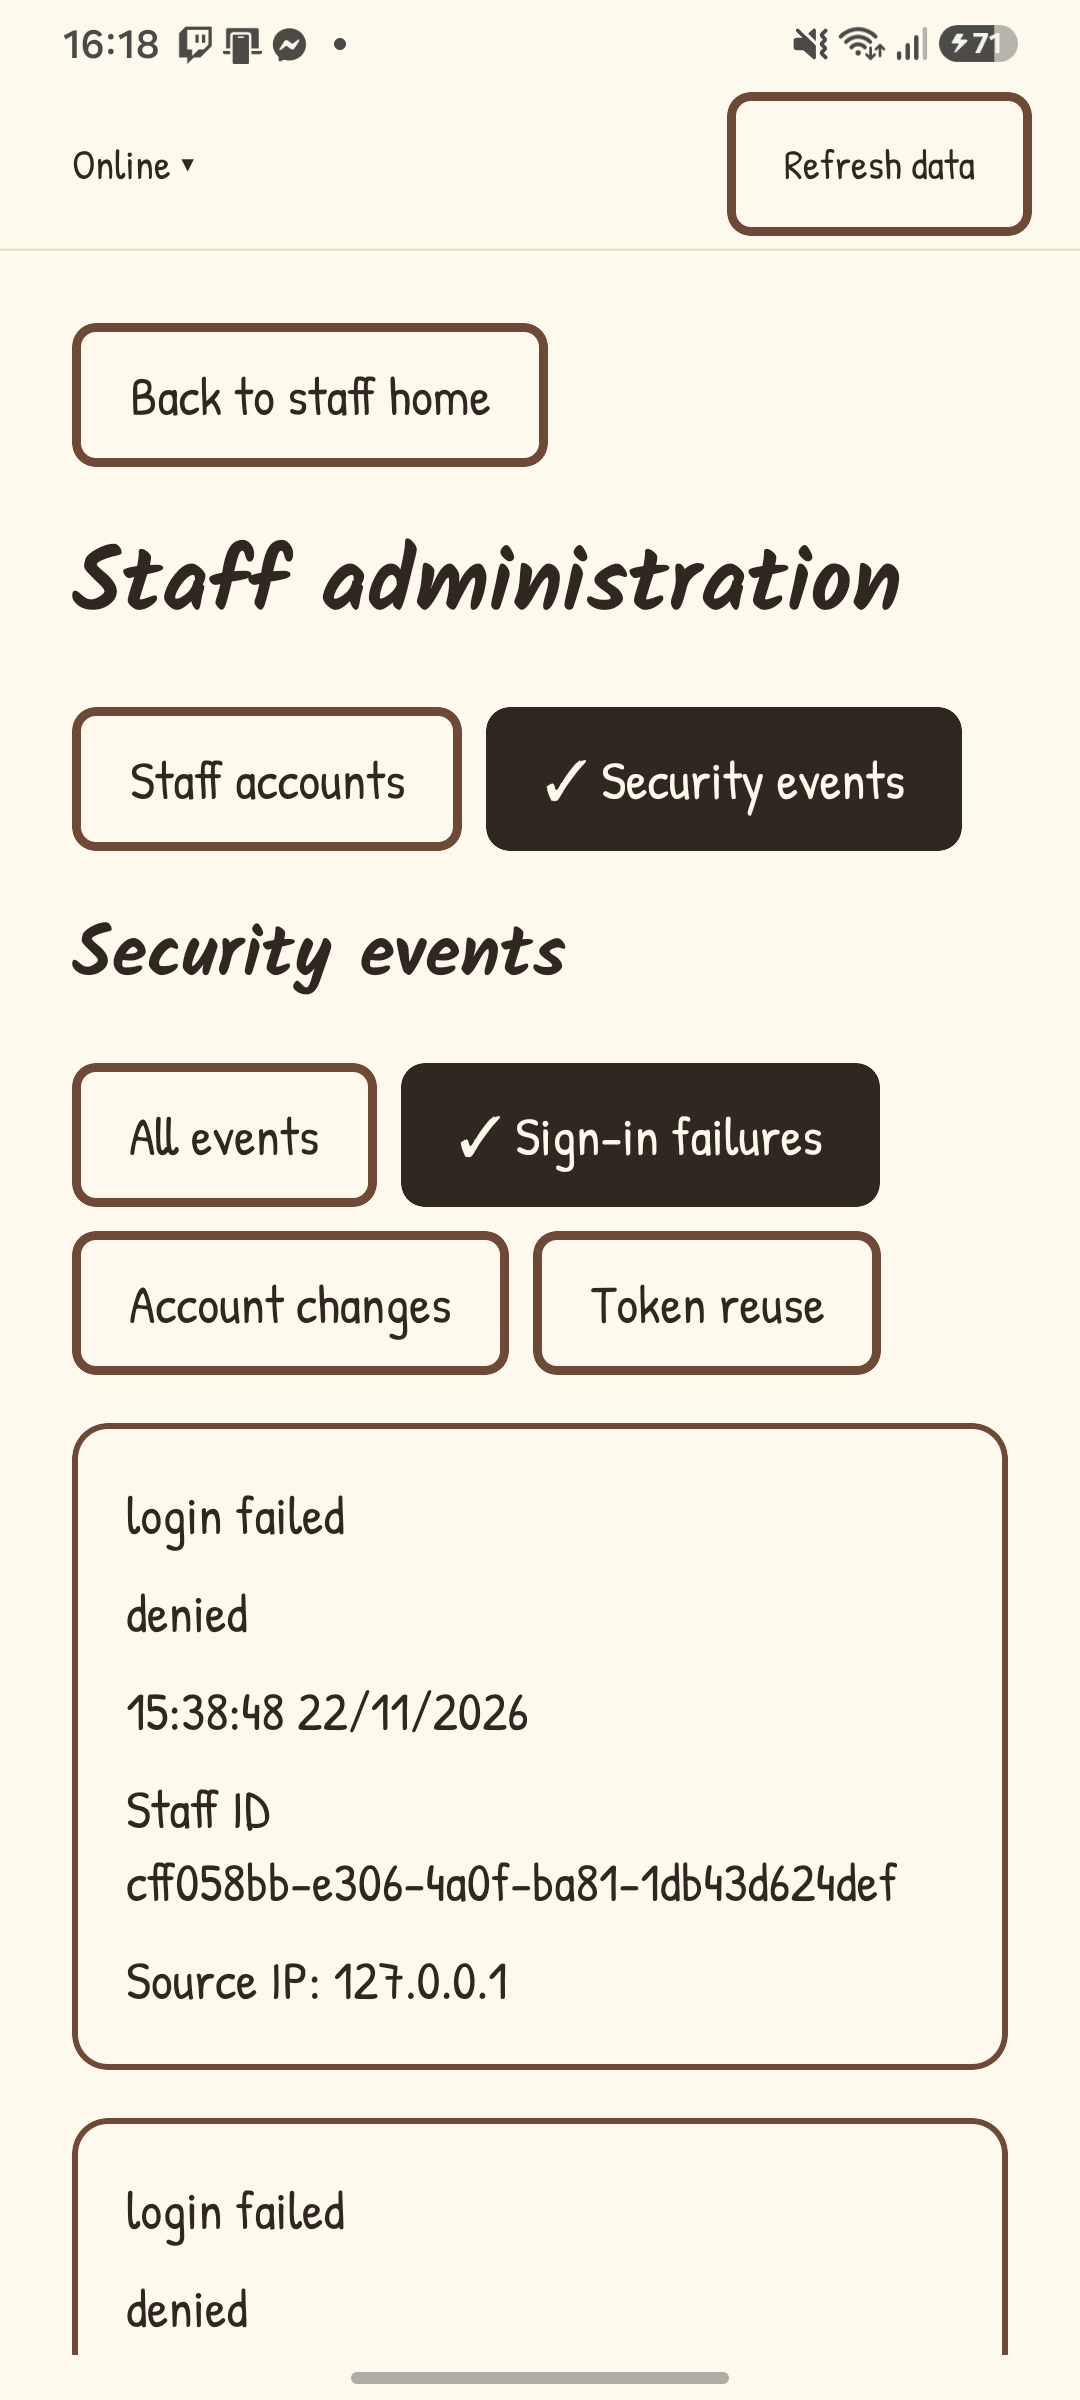 16:18
71
Online ▾
Refresh data
Back to staff home
Staff administration
Staff accounts
✓ Security events
Security events
All events
✓ Sign-in failures
Account changes
Token reuse
login failed
denied
15:38:48 22/11/2026
Staff ID
cff058bb-e306-4a0f-ba81-1db43d624def
Source IP: 127.0.0.1
login failed
denied